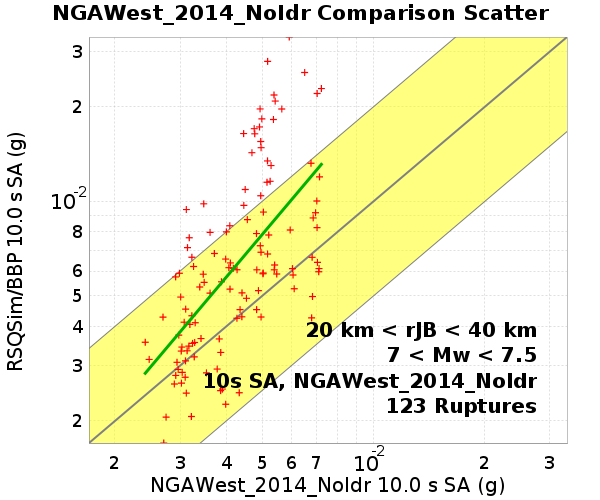 NGAWest_2014_NoIdr Comparison Scatter
3
2
10-2
8
6
5
4
3
2
RSQSim/BBP 10.0 s SA (g)
20 km < rJB < 40 km
7 < Mw < 7.5
10s SA, NGAWest_2014_NoIdr
123 Ruptures
2 3 4 5 6 7 10-2 2 3
NGAWest_2014_NoIdr 10.0 s SA (g)